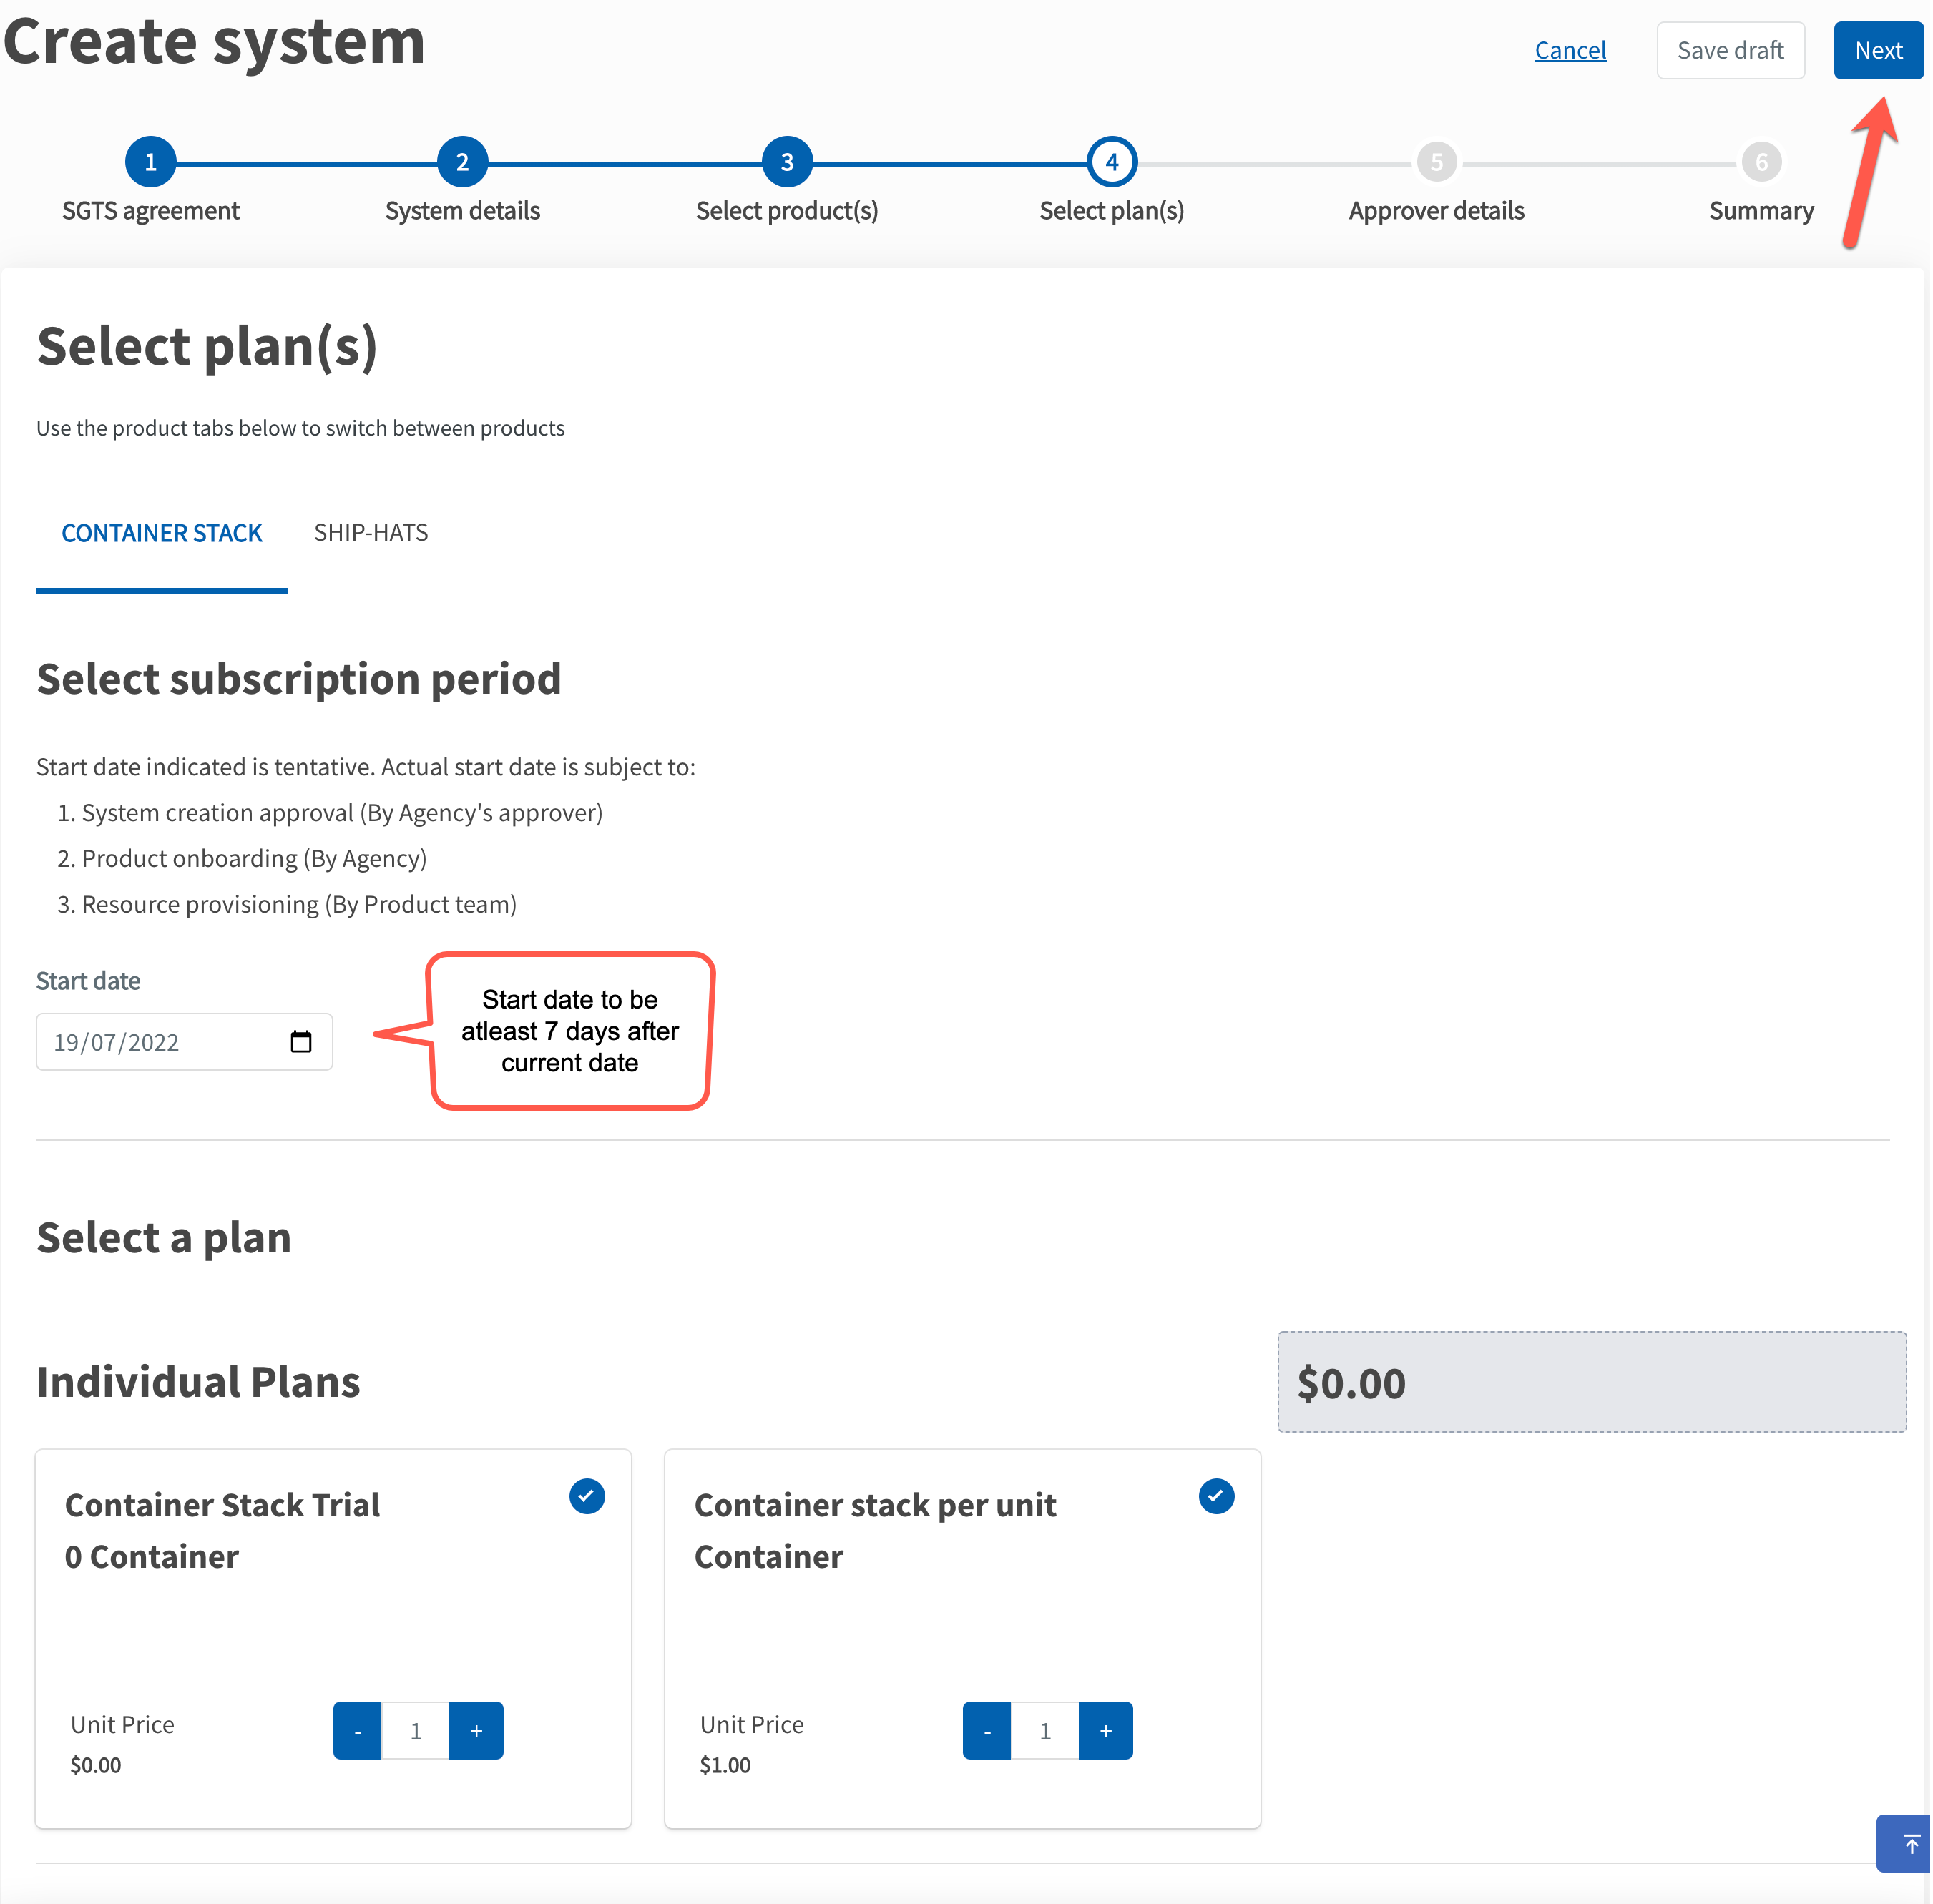 Create system
Cancel
Save draft
Next
1
2
3
4
5
6
SGTS agreement
System details
Select product(s)
Select plan(s)
Approver details
Summary
Select plan(s)
Use the product tabs below to switch between products
CONTAINER STACK
SHIP-HATS
Select subscription period
Start date indicated is tentative. Actual start date is subject to:
1. System creation approval (By Agency's approver)
2. Product onboarding (By Agency)
3. Resource provisioning (By Product team)
Start date
19/07/2022
Start date to be
atleast 7 days after
current date
Select a plan
Individual Plans
$0.00
Container Stack Trial
0 Container
Unit Price
$0.00
- 1 +
Container stack per unit
Container
Unit Price
$1.00
- 1 +